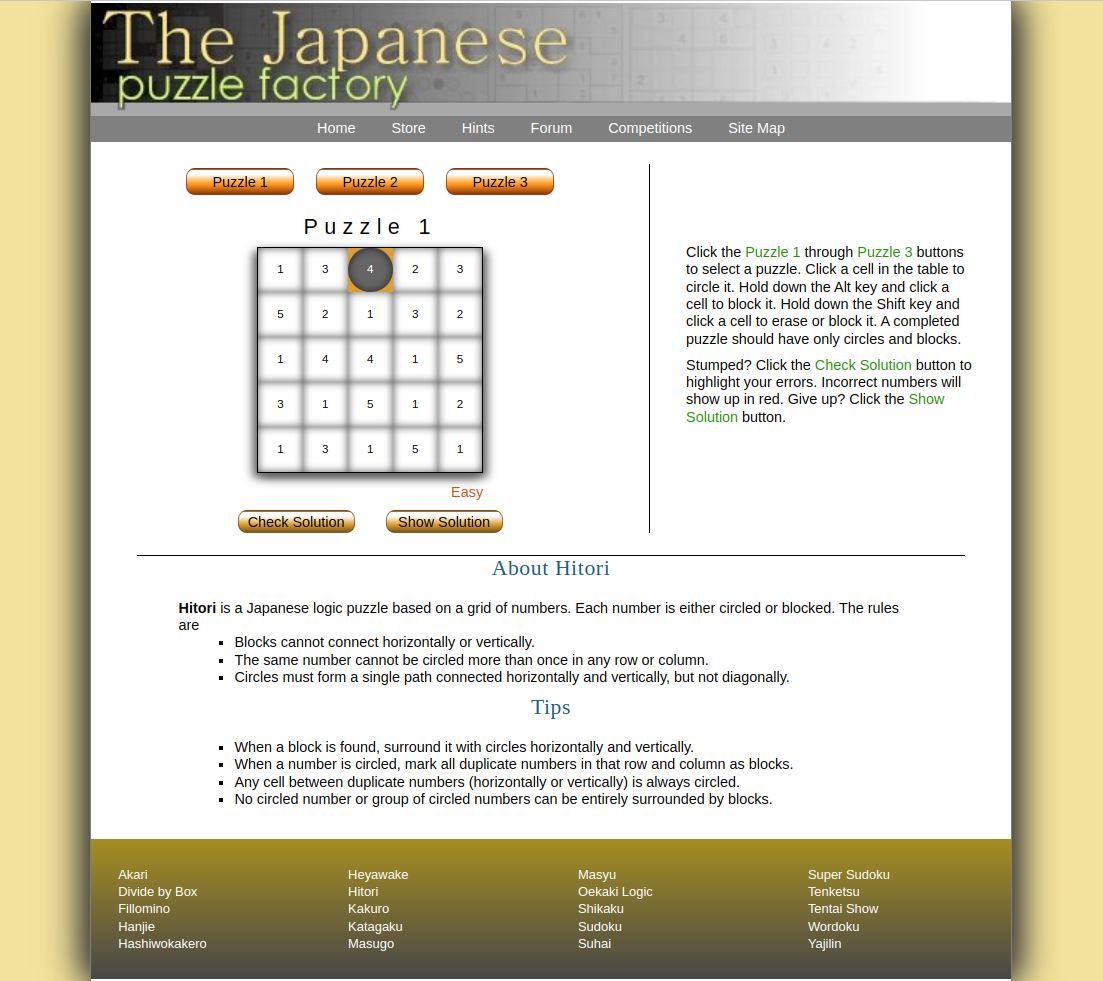 The Japanese
puzzle factory
Home Store Hints Forum Competitions Site Map
Puzzle 1 Puzzle 2 Puzzle 3
Puzzle 1
1 3 4 2 3
5 2 1 3 2
1 4 4 1 5
3 1 5 1 2
1 3 1 5 1
Easy
Check Solution Show Solution
Click the Puzzle 1 through Puzzle 3 buttons
to select a puzzle. Click a cell in the table to
circle it. Hold down the Alt key and click a
cell to block it. Hold down the Shift key and
click a cell to erase or block it. A completed
puzzle should have only circles and blocks.
Stumped? Click the Check Solution button to
highlight your errors. Incorrect numbers will
show up in red. Give up? Click the Show
Solution button.
About Hitori
Hitori is a Japanese logic puzzle based on a grid of numbers. Each number is either circled or blocked. The rules
are
Blocks cannot connect horizontally or vertically.
The same number cannot be circled more than once in any row or column.
Circles must form a single path connected horizontally and vertically, but not diagonally.
Tips
When a block is found, surround it with circles horizontally and vertically.
When a number is circled, mark all duplicate numbers in that row and column as blocks.
Any cell between duplicate numbers (horizontally or vertically) is always circled.
No circled number or group of circled numbers can be entirely surrounded by blocks.
Akari
Divide by Box
Fillomino
Hanjie
Hashiwokakero
Heyawake
Hitori
Kakuro
Katagaku
Masugo
Masyu
Oekaki Logic
Shikaku
Sudoku
Suhai
Super Sudoku
Tenketsu
Tentai Show
Wordoku
Yajilin